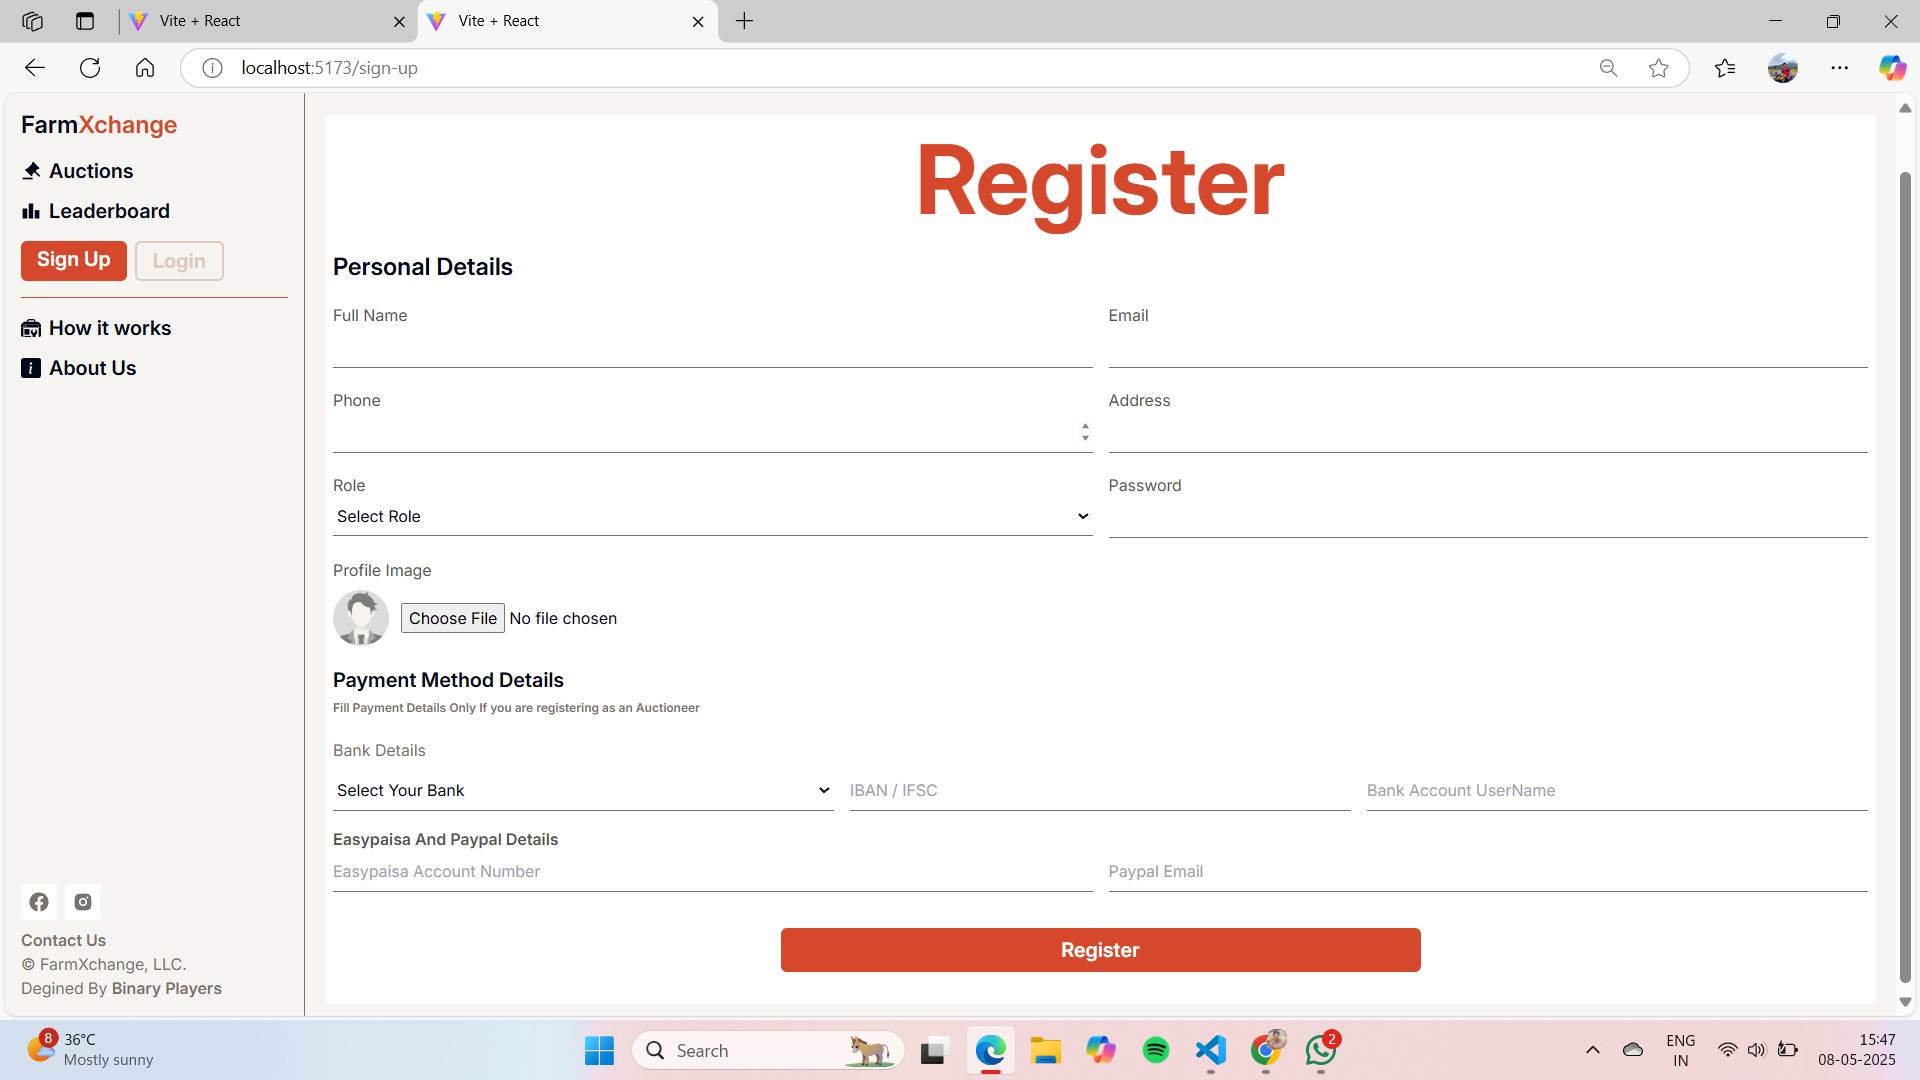 Vite + React
Vite + React
localhost:5173/sign-up
FarmXchange
Auctions
Leaderboard
Sign Up
Login
How it works
About Us
Contact Us
© FarmXchange, LLC.
Degined By Binary Players
Register
Personal Details
Full Name
Email
Phone
Address
Role
Password
Select Role
Profile Image
Choose File No file chosen
Payment Method Details
Fill Payment Details Only If you are registering as an Auctioneer
Bank Details
Select Your Bank
IBAN / IFSC
Bank Account UserName
Easypaisa And Paypal Details
Easypaisa Account Number
Paypal Email
Register
8
36°C
Mostly sunny
Search
2
ENG
IN
15:47
08-05-2025